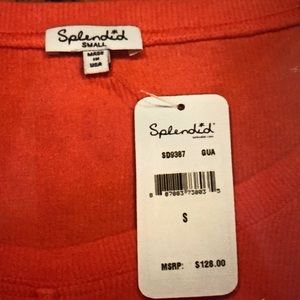 Splendid
SMALL
MADE
IN
USA
Splendid
SD9367 GUA
S
MSRP: $128.00